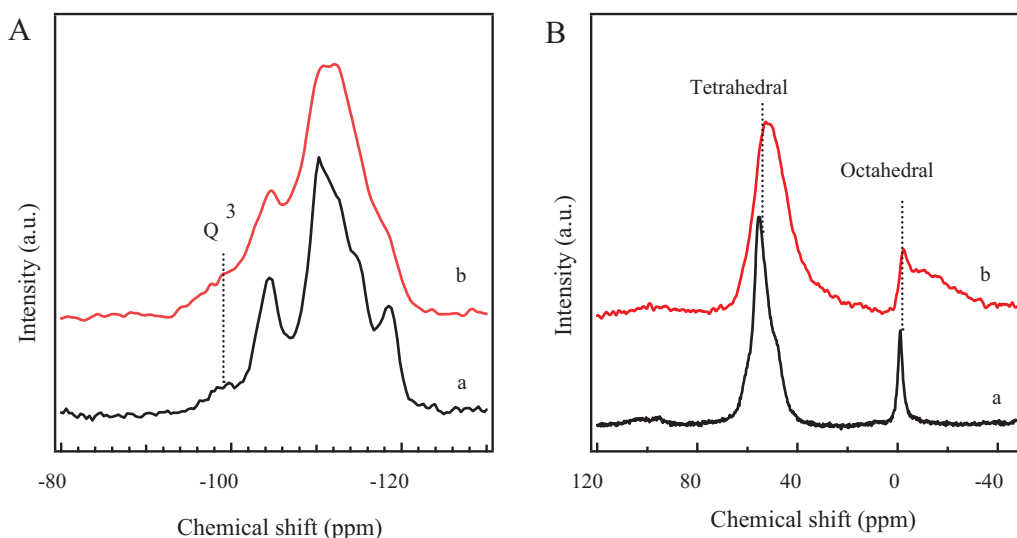 A
Intensity (a.u.)
Q 3
b
a
-80
-100
-120
Chemical shift (ppm)
B
Intensity (a.u.)
Tetrahedral
Octahedral
b
a
120
80
40
0
-40
Chemical shift (ppm)